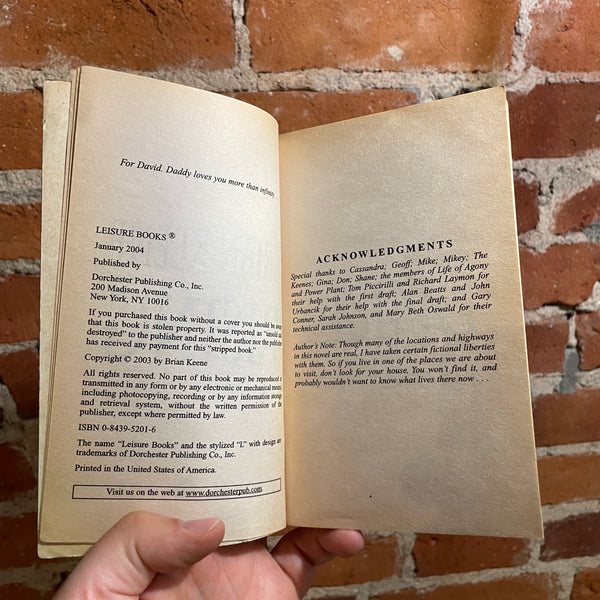 For David. Daddy loves you more than infinity.
LEISURE BOOKS ®
January 2004
Published by
Dorchester Publishing Co., Inc.
200 Madison Avenue
New York, NY 10016
If you purchased this book without a cover you should be aware
that this book is stolen property. It was reported as "unsold and
destroyed" to the publisher and neither the author nor the publisher
has received any payment for this "stripped book."
Copyright © 2003 by Brian Keene
All rights reserved. No part of this book may be reproduced or
transmitted in any form or by any electronic or mechanical means,
including photocopying, recording or by any information storage
and retrieval system, without the written permission of the
publisher, except where permitted by law.
ISBN 0-8439-5201-6
The name "Leisure Books" and the stylized "L" with design are
trademarks of Dorchester Publishing Co., Inc.
Printed in the United States of America.
Visit us on the web at www.dorchesterpub.com.
ACKNOWLEDGMENTS
Special thanks to Cassandra; Geoff; Mike; Mikey; The
Keenes; Gina; Don; Shane; the members of Life of Agony
and Power Plant; Tom Piccirilli and Richard Laymon for
their help with the first draft; Alan Beatts and John
Urbancik for their help with the final draft; and Gary
Conner, Sarah Johnson, and Mary Beth Oswald for their
technical assistance.
Author's Note: Though many of the locations and highways
in this novel are real, I have taken certain fictional liberties
with them. So if you live in one of the places we are about
to visit, don't look for your house. You won't find it, and
probably wouldn't want to know what lives there now . . .